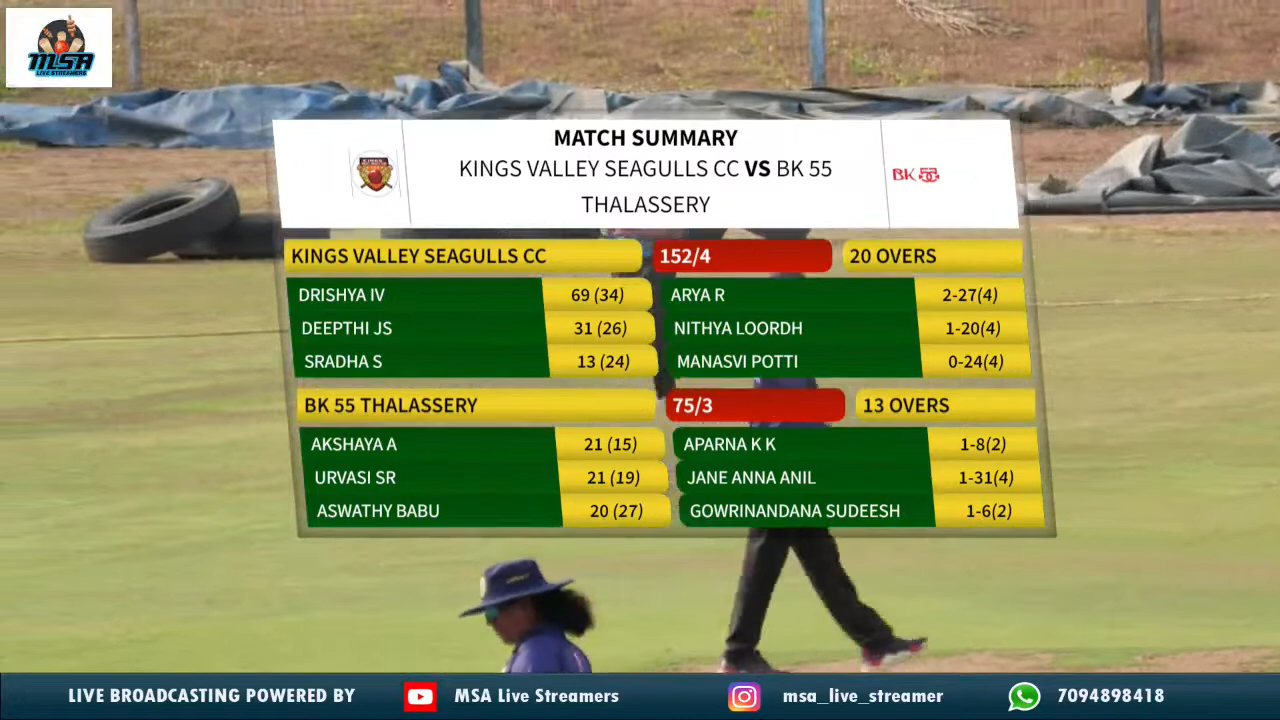 MSA
LIVE STREAMERS
MATCH SUMMARY
KINGS VALLEY SEAGULLS CC VS BK 55
THALASSERY
KINGS
BK 55
KINGS VALLEY SEAGULLS CC 152/4 20 OVERS
DRISHYA IV 69 (34) ARYA R 2-27(4)
DEEPTHI JS 31 (26) NITHYA LOORDH 1-20(4)
SRADHA S 13 (24) MANASVI POTTI 0-24(4)
BK 55 THALASSERY 75/3 13 OVERS
AKSHAYA A 21 (15) APARNA K K 1-8(2)
URVASI SR 21 (19) JANE ANNA ANIL 1-31(4)
ASWATHY BABU 20 (27) GOWRINANDANA SUDEESH 1-6(2)
LIVE BROADCASTING POWERED BY MSA Live Streamers msa_live_streamer 7094898418